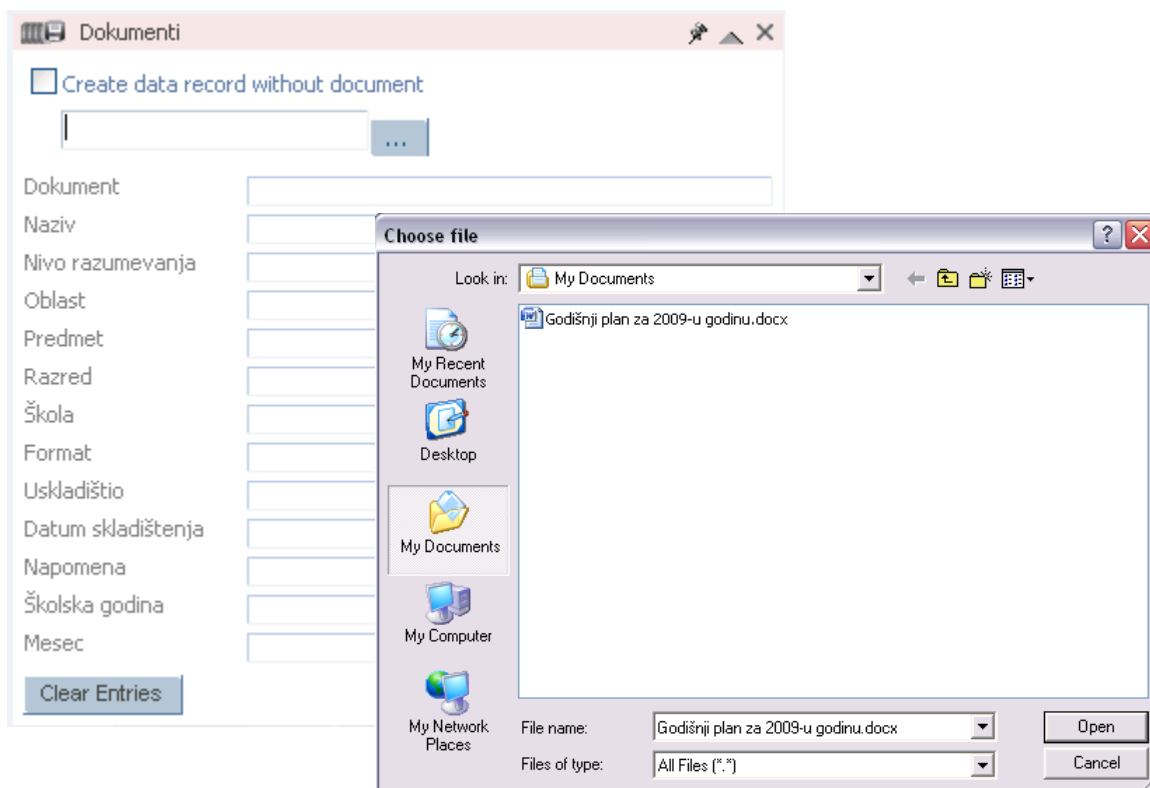 Dokumenti
Create data record without document
...
Dokument
Naziv
Nivo razumevanja
Oblast
Predmet
Razred
Škola
Format
Uskladištio
Datum skladištenja
Napomena
Školska godina
Mesec
Clear Entries
Choose file
Look in: My Documents
Godišnji plan za 2009-u godinu.docx
My Recent
Documents
Desktop
My Documents
My Computer
My Network
Places
File name: Godišnji plan za 2009-u godinu.docx Open
Files of type: All Files (*.*) Cancel